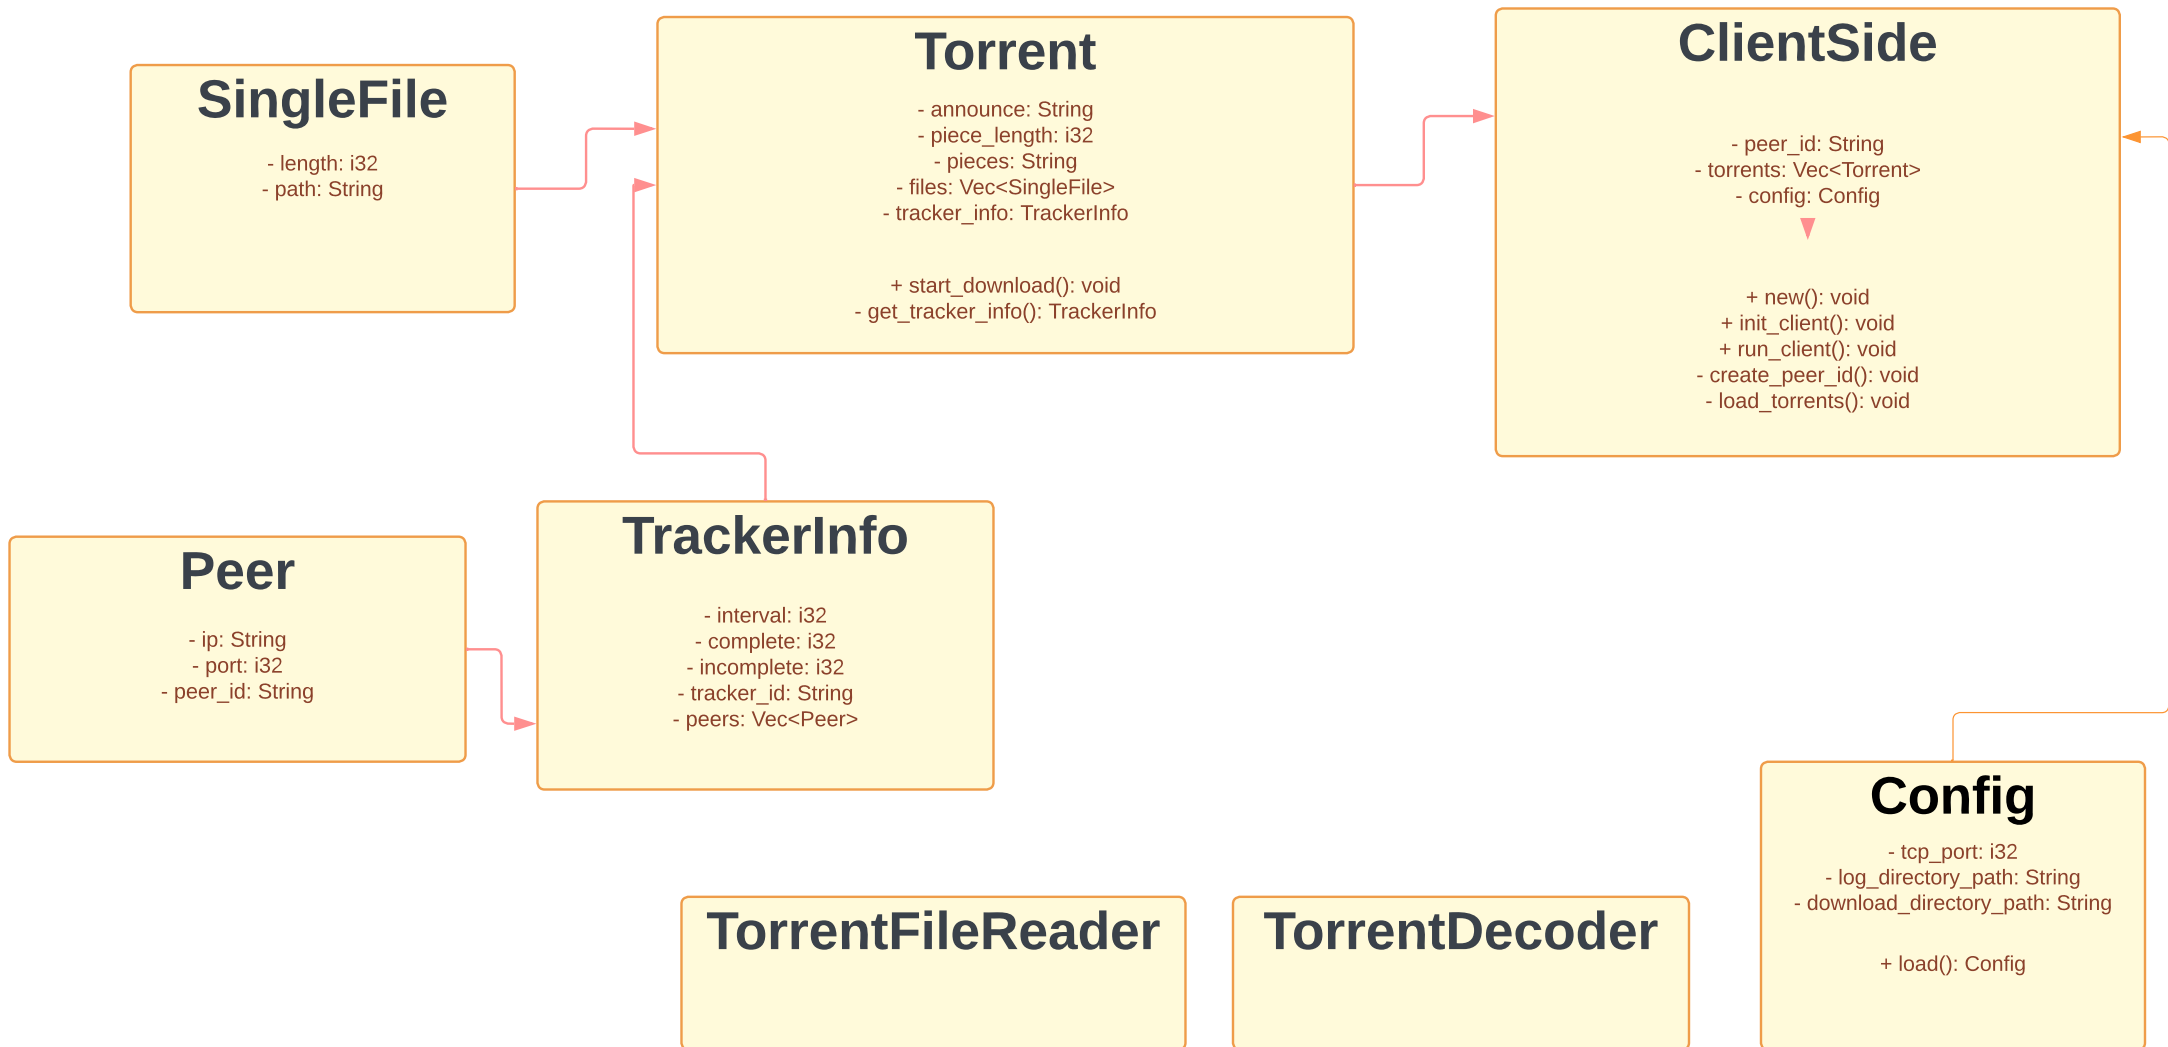 SingleFile
- length: i32
- path: String
Torrent
- announce: String
- piece_length: i32
- pieces: String
- files: Vec<SingleFile>
- tracker_info: TrackerInfo
+ start_download(): void
- get_tracker_info(): TrackerInfo
ClientSide
- peer_id: String
- torrents: Vec<Torrent>
- config: Config
+ new(): void
+ init_client(): void
+ run_client(): void
- create_peer_id(): void
- load_torrents(): void
Peer
- ip: String
- port: i32
- peer_id: String
TrackerInfo
- interval: i32
- complete: i32
- incomplete: i32
- tracker_id: String
- peers: Vec<Peer>
Config
- tcp_port: i32
- log_directory_path: String
- download_directory_path: String
+ load(): Config
TorrentFileReader
TorrentDecoder